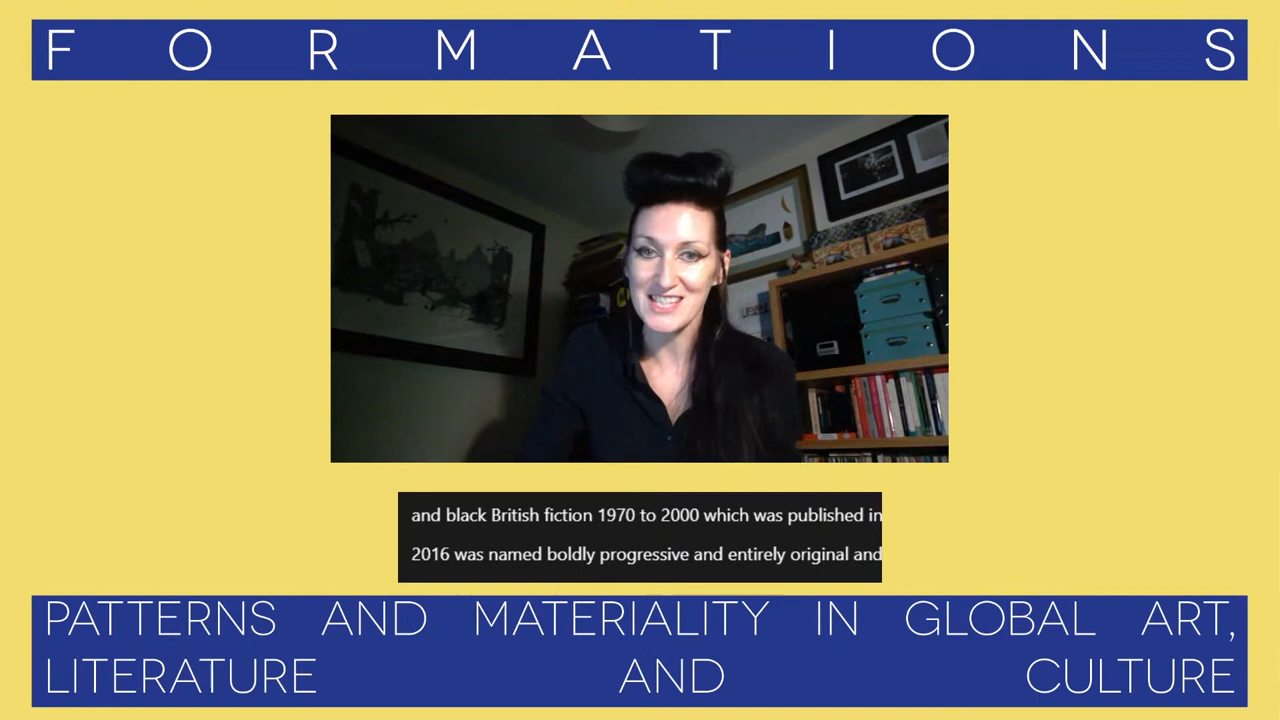 FORMATIONS
and black British fiction 1970 to 2000 which was published in
2016 was named boldly progressive and entirely original and
PATTERNS AND MATERIALITY IN GLOBAL ART,
LITERATURE AND CULTURE